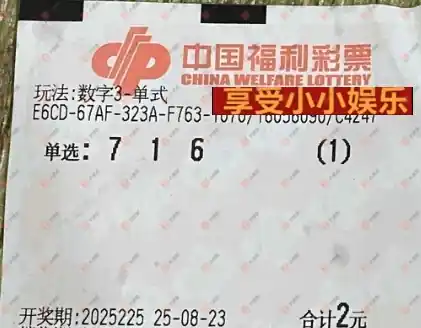 中国福利彩票
CHINA WELFARE LOTTERY
玩法:数字3-单式
享受小小娱乐
E6CD-67AF-323A-F763-
单选: 7 1 6 (1)
开奖期:2025225 25-08-23 合计2元